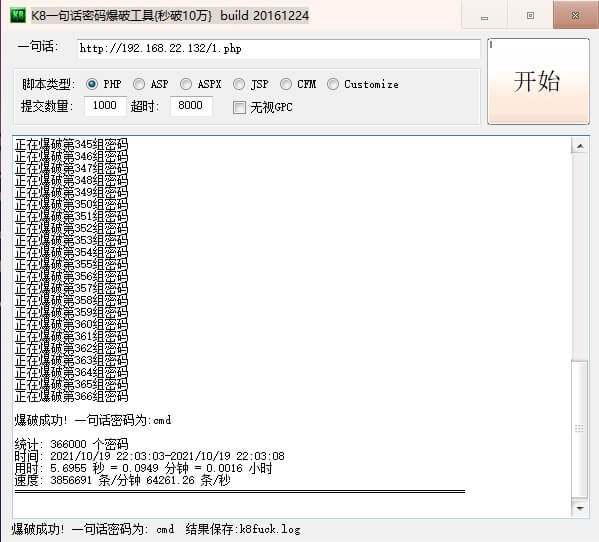 K8一句话密码爆破工具{秒破10万} build 20161224
一句话: http://192.168.22.132/1.php
开始
脚本类型: PHP ASP ASPX JSP CFM Customize
提交数量: 1000 超时: 8000 无视GPC
正在爆破第345组密码
正在爆破第346组密码
正在爆破第347组密码
正在爆破第348组密码
正在爆破第349组密码
正在爆破第350组密码
正在爆破第351组密码
正在爆破第352组密码
正在爆破第353组密码
正在爆破第354组密码
正在爆破第355组密码
正在爆破第356组密码
正在爆破第357组密码
正在爆破第358组密码
正在爆破第359组密码
正在爆破第360组密码
正在爆破第361组密码
正在爆破第362组密码
正在爆破第363组密码
正在爆破第364组密码
正在爆破第365组密码
正在爆破第366组密码
爆破成功! 一句话密码为:cmd
统计: 366000 个密码
时间: 2021/10/19 22:03:03-2021/10/19 22:03:08
用时: 5.6955 秒 = 0.0949 分钟 = 0.0016 小时
速度: 3856691 条/分钟 64261.26 条/秒
爆破成功! 一句话密码为: cmd 结果保存:k8fuck.log